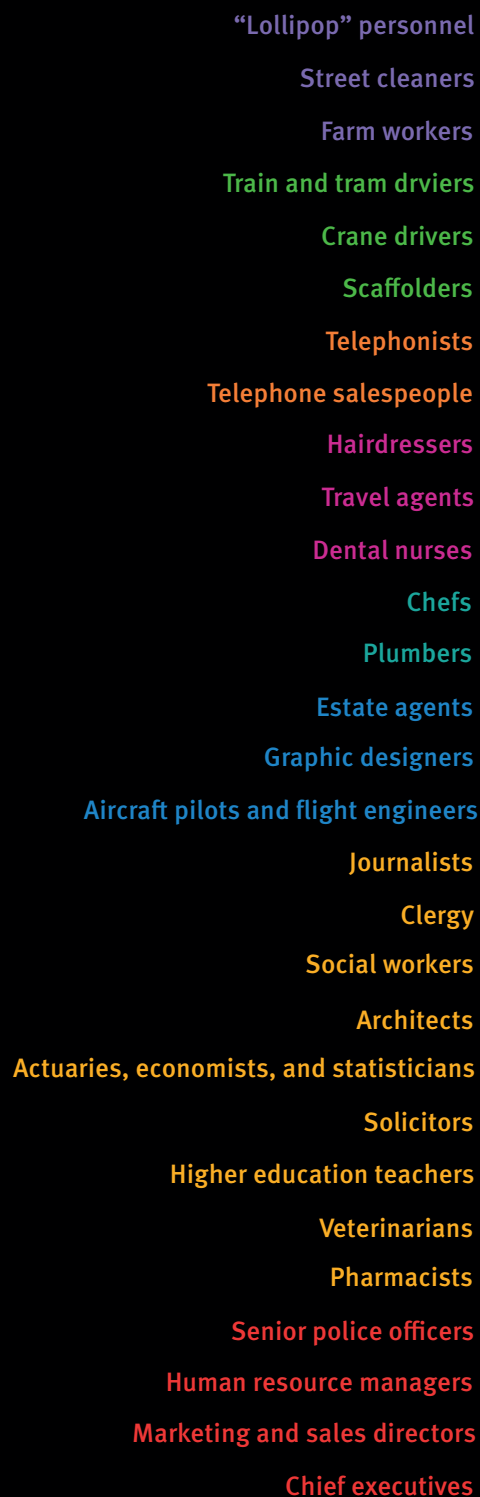 “Lollipop” personnel
Street cleaners
Farm workers
Train and tram drviers
Crane drivers
Scaffolders
Telephonists
Telephone salespeople
Hairdressers
Travel agents
Dental nurses
Chefs
Plumbers
Estate agents
Graphic designers
Aircraft pilots and flight engineers
Journalists
Clergy
Social workers
Architects
Actuaries, economists, and statisticians
Solicitors
Higher education teachers
Veterinarians
Pharmacists
Senior police officers
Human resource managers
Marketing and sales directors
Chief executives